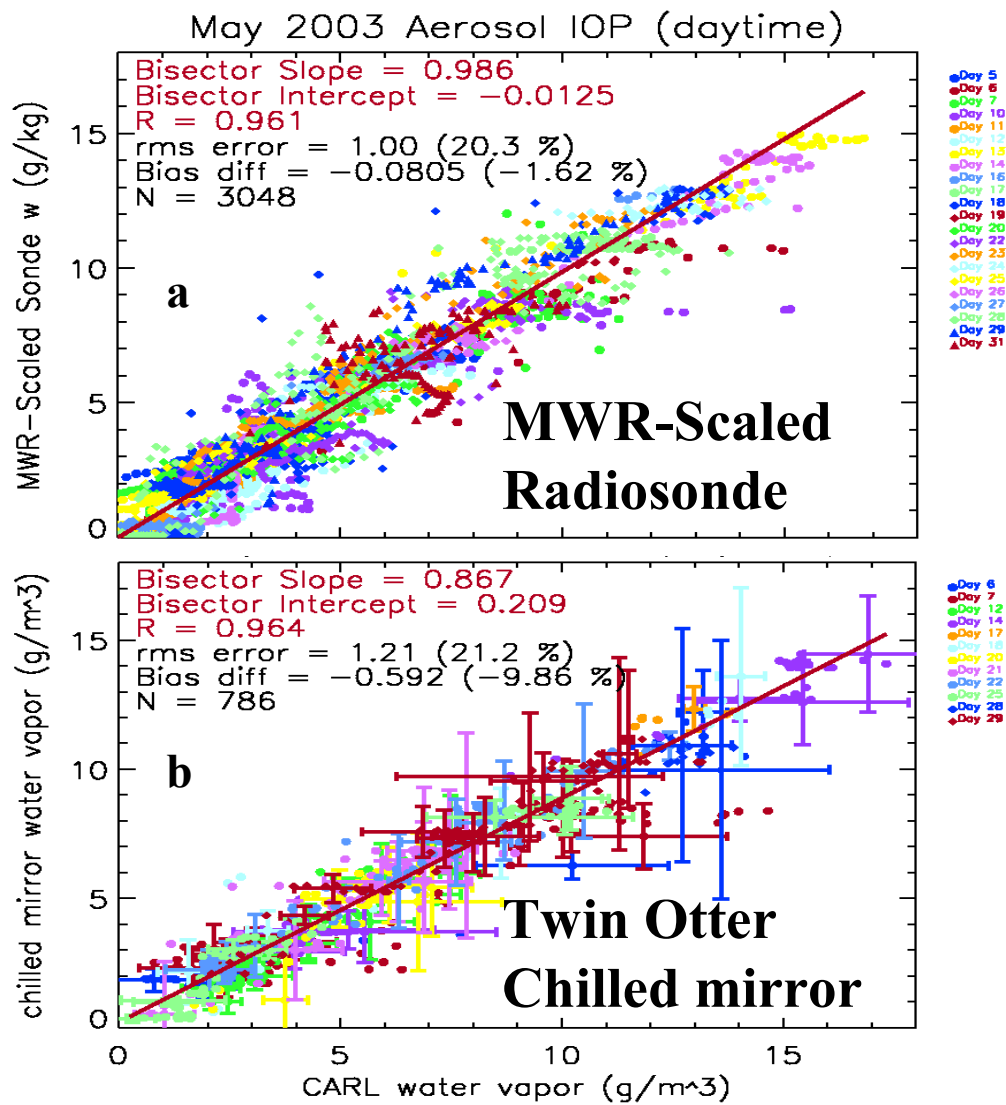 May 2003 Aerosol IOP (daytime)
Bisector Slope = 0.986
Bisector Intercept = -0.0125
R = 0.961
rms error = 1.00 (20.3 %)
Bias diff = -0.0805 (-1.62 %)
N = 3048
a
MWR-Scaled
Radiosonde
MWR-Scaled Sonde w (g/kg)
15
10
5
0
Day 5
Day 6
Day 7
Day 10
Day 11
Day 12
Day 13
Day 14
Day 16
Day 17
Day 18
Day 19
Day 20
Day 22
Day 23
Day 24
Day 25
Day 26
Day 27
Day 28
Day 29
Day 31
Bisector Slope = 0.867
Bisector Intercept = 0.209
R = 0.964
rms error = 1.21 (21.2 %)
Bias diff = -0.592 (-9.86 %)
N = 786
b
Twin Otter
Chilled mirror
chilled mirror water vapor (g/m^3)
15
10
5
0
Day 6
Day 7
Day 12
Day 14
Day 17
Day 18
Day 20
Day 21
Day 22
Day 25
Day 28
Day 29
0 5 10 15
CARL water vapor (g/m^3)